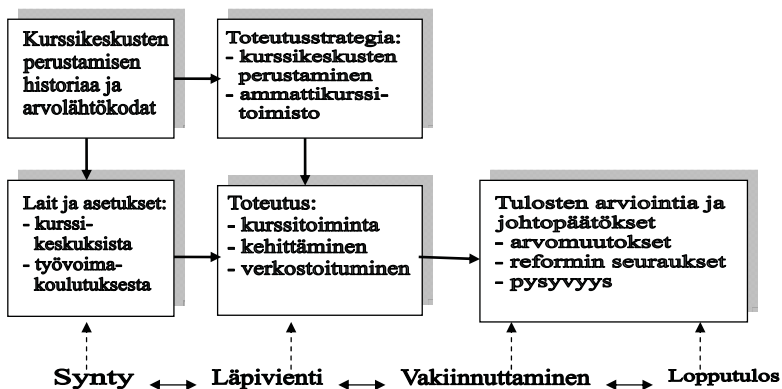 Kurssikeskusten
perustamisen
historiaa ja
arvolähtökodat
Toteutusstrategia:
- kurssikeskusten
perustaminen
- ammattikurssi-
toimisto
Lait ja asetukset:
- kurssi-
keskuksista
- työvoima-
koulutuksesta
Toteutus:
- kurssitoiminta
- kehittäminen
- verkostoituminen
Tulosten arviointia ja
johtopäätökset
- arvomuutokset
- reformin seuraukset
- pysyvyys
Synty Läpivienti Vakiinnuttaminen Lopputulos